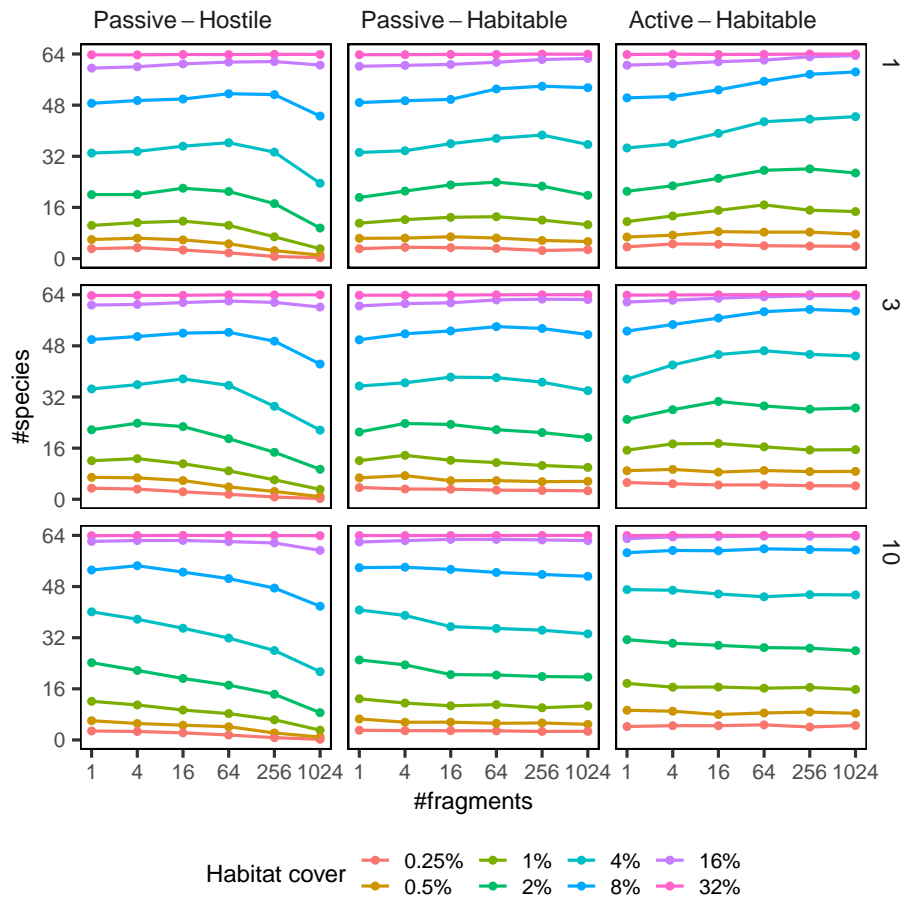 Passive – Hostile
Passive – Habitable
Active – Habitable
64
48
32
16
0
1
64
48
32
16
0
3
64
48
32
16
0
10
#species
1 4 16 64 256 1024
1 4 16 64 256 1024
1 4 16 64 256 1024
#fragments
Habitat cover
0.25% 1% 4% 16%
0.5% 2% 8% 32%